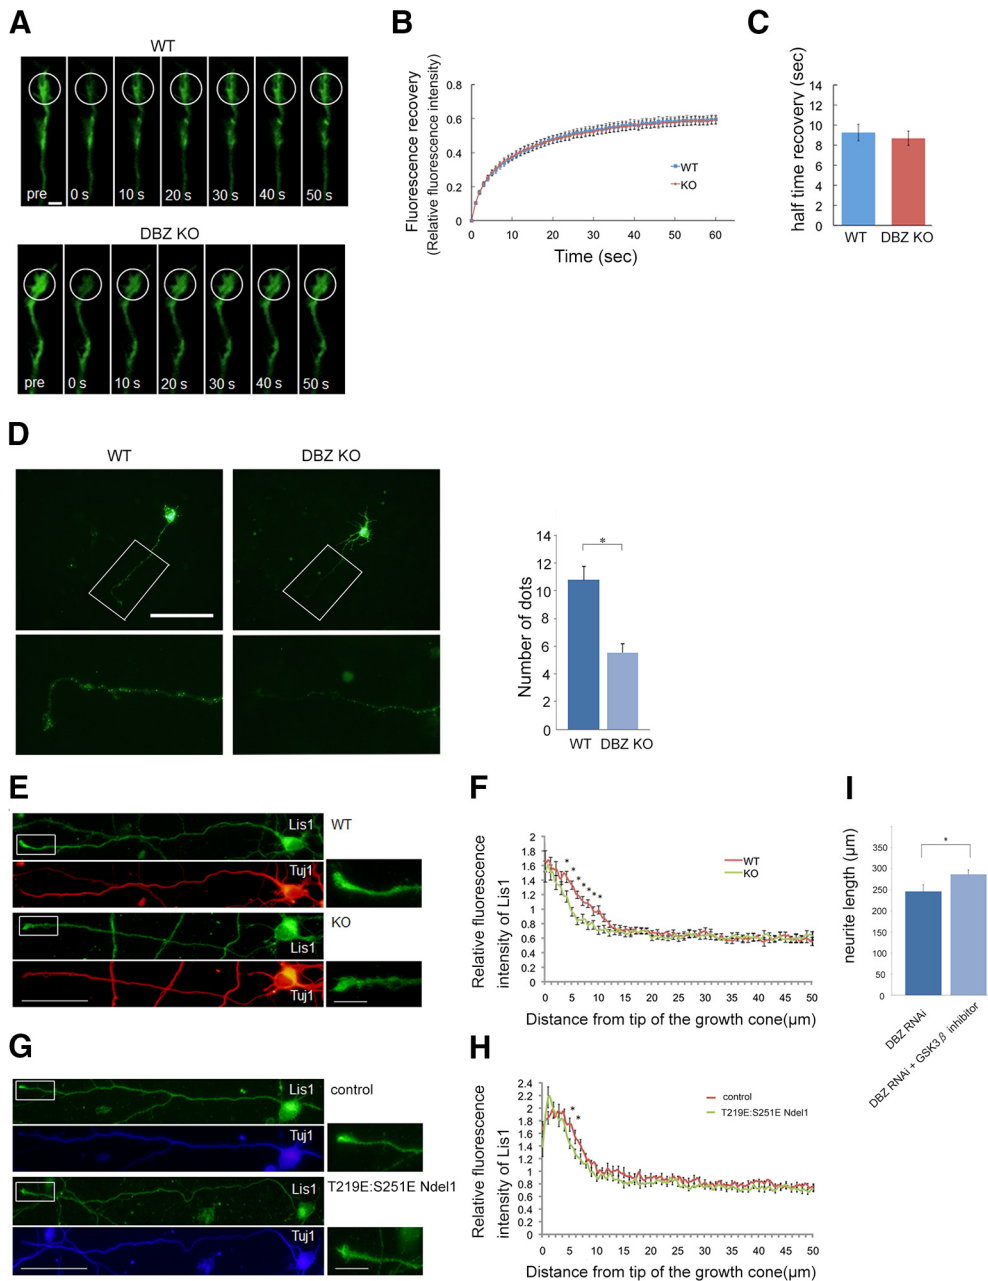 A
WT
pre 0 s 10 s 20 s 30 s 40 s 50 s
DBZ KO
pre 0 s 10 s 20 s 30 s 40 s 50 s
B
Fluorescence recovery
(Relative fluorescence intensity)
0.8
0.6
0.4
0.2
0
WT
KO
0 10 20 30 40 50 60
Time (sec)
C
half time recovery (sec)
14
12
10
8
6
4
2
0
WT DBZ KO
D
WT DBZ KO
Number of dots
14
12
10
8
6
4
2
0
*
WT DBZ KO
E
Lis1 WT
Tuj1
KO
Lis1
Tuj1
F
Relative fluorescence
intensity of Lis1
2
1.8
1.6
1.4
1.2
1
0.8
0.6
0.4
0.2
0
* * * * * * *
WT
KO
0 5 10 15 20 25 30 35 40 45 50
Distance from tip of the growth cone(µm)
I
neurite length (µm)
350
300
250
200
150
100
50
0
*
DBZ RNAi
DBZ RNAi + GSK3β inhibitor
G
Lis1 control
Tuj1
Lis1 T219E:S251E Ndel1
Tuj1
H
Relative fluorescence
intensity of Lis1
2.4
2.2
2
1.8
1.6
1.4
1.2
1
0.8
0.6
0.4
0.2
0
* *
control
T219E:S251E Ndel1
0 5 10 15 20 25 30 35 40 45 50
Distance from tip of the growth cone(µm)